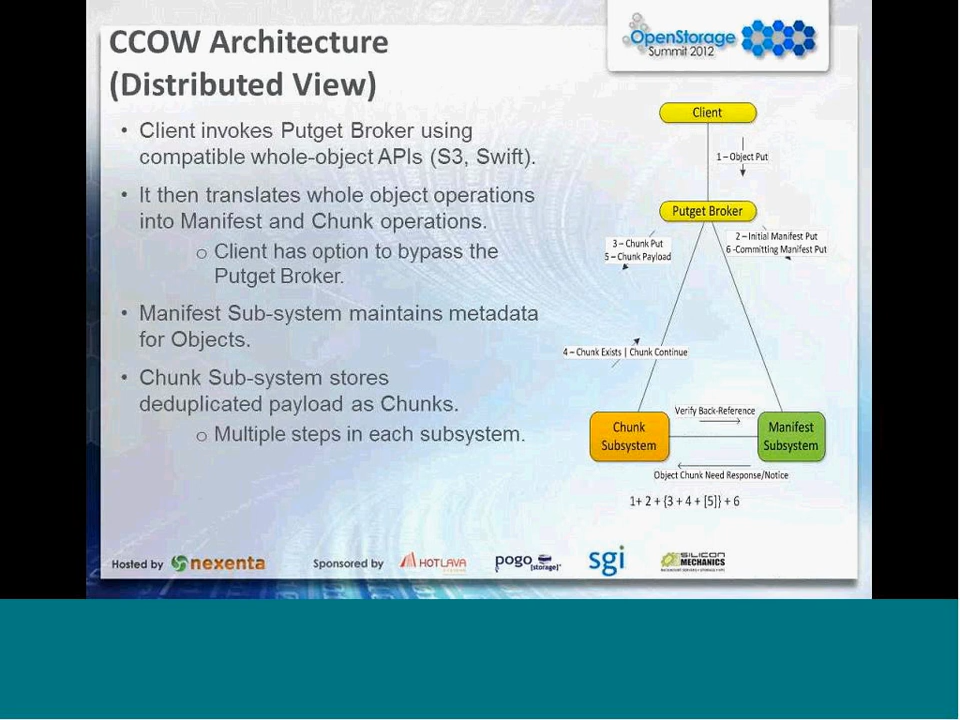 CCOW Architecture
(Distributed View)
OpenStorage
Summit 2012
• Client invokes Putget Broker using
compatible whole-object APIs (S3, Swift).
• It then translates whole object operations
into Manifest and Chunk operations.
o Client has option to bypass the
Putget Broker.
• Manifest Sub-system maintains metadata
for Objects.
• Chunk Sub-system stores
deduplicated payload as Chunks.
o Multiple steps in each subsystem.
Client
1 – Object Put
Putget Broker
3 – Chunk Put
5 – Chunk Payload
2 – Initial Manifest Put
6 -Committing Manifest Put
4 – Chunk Exists | Chunk Continue
Chunk
Subsystem
Verify Back-Reference
Manifest
Subsystem
Object Chunk Need Response/Notice
1+ 2 + {3 + 4 + [5]} + 6
Hosted by nexenta
Sponsored by HOTLAVA
pogo (storage)
sgi
SILICON
MECHANICS